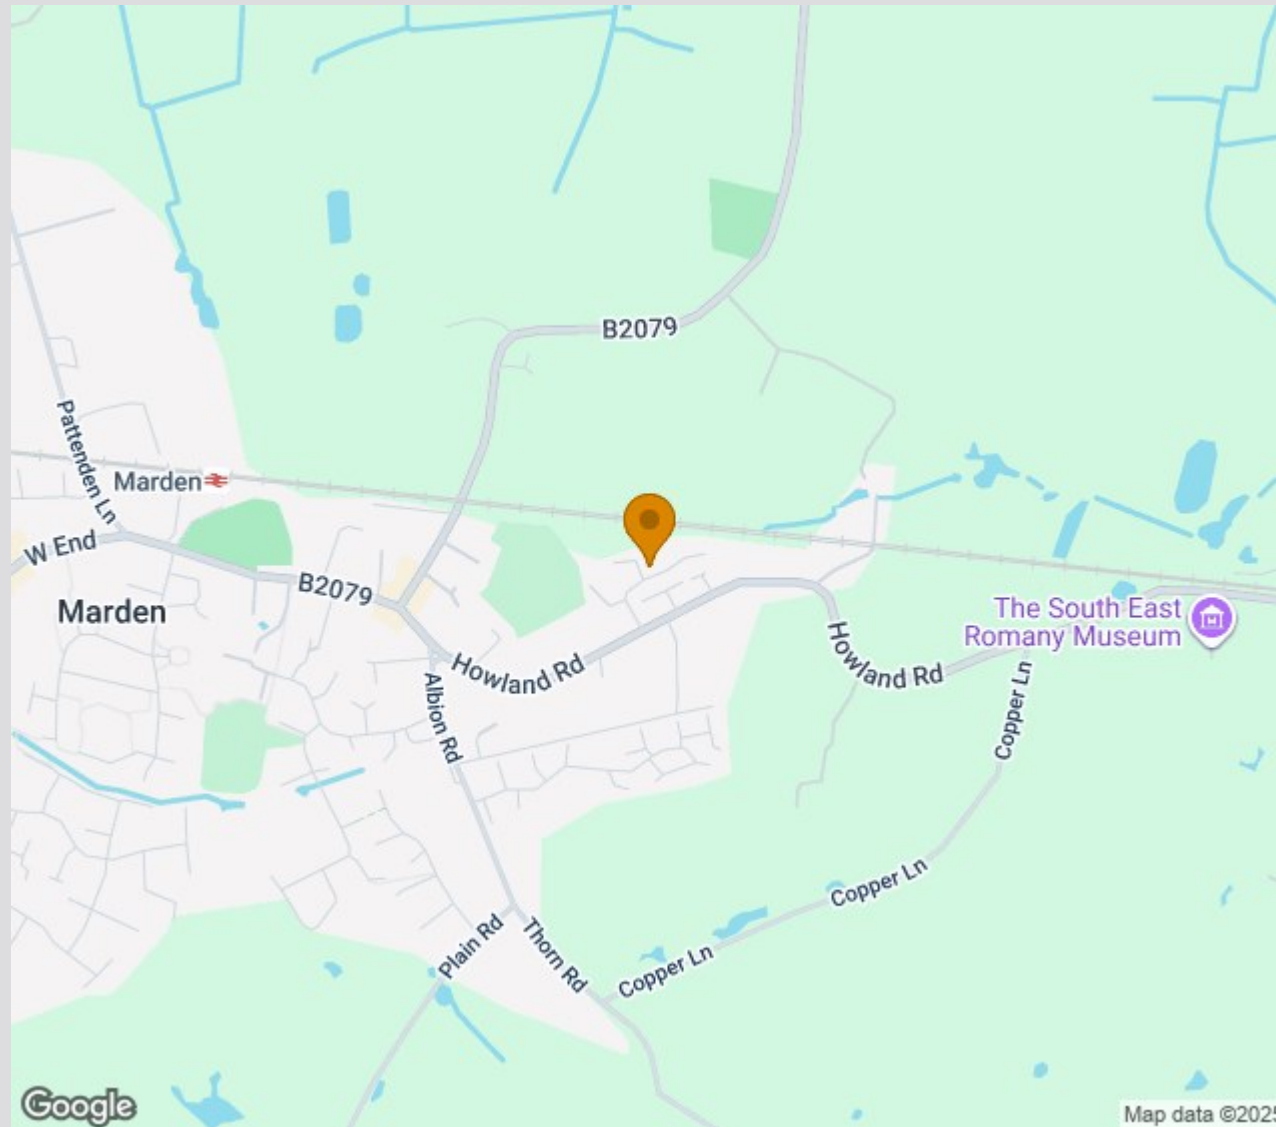 B2079
Pattenden Ln
Marden
W End
B2079
Marden
The South East
Romany Museum
Howland Rd
Howland Rd
Albion Rd
Copper Ln
Copper Ln
Plain Rd
Thorn Rd
Copper Ln
Google
Map data ©2025